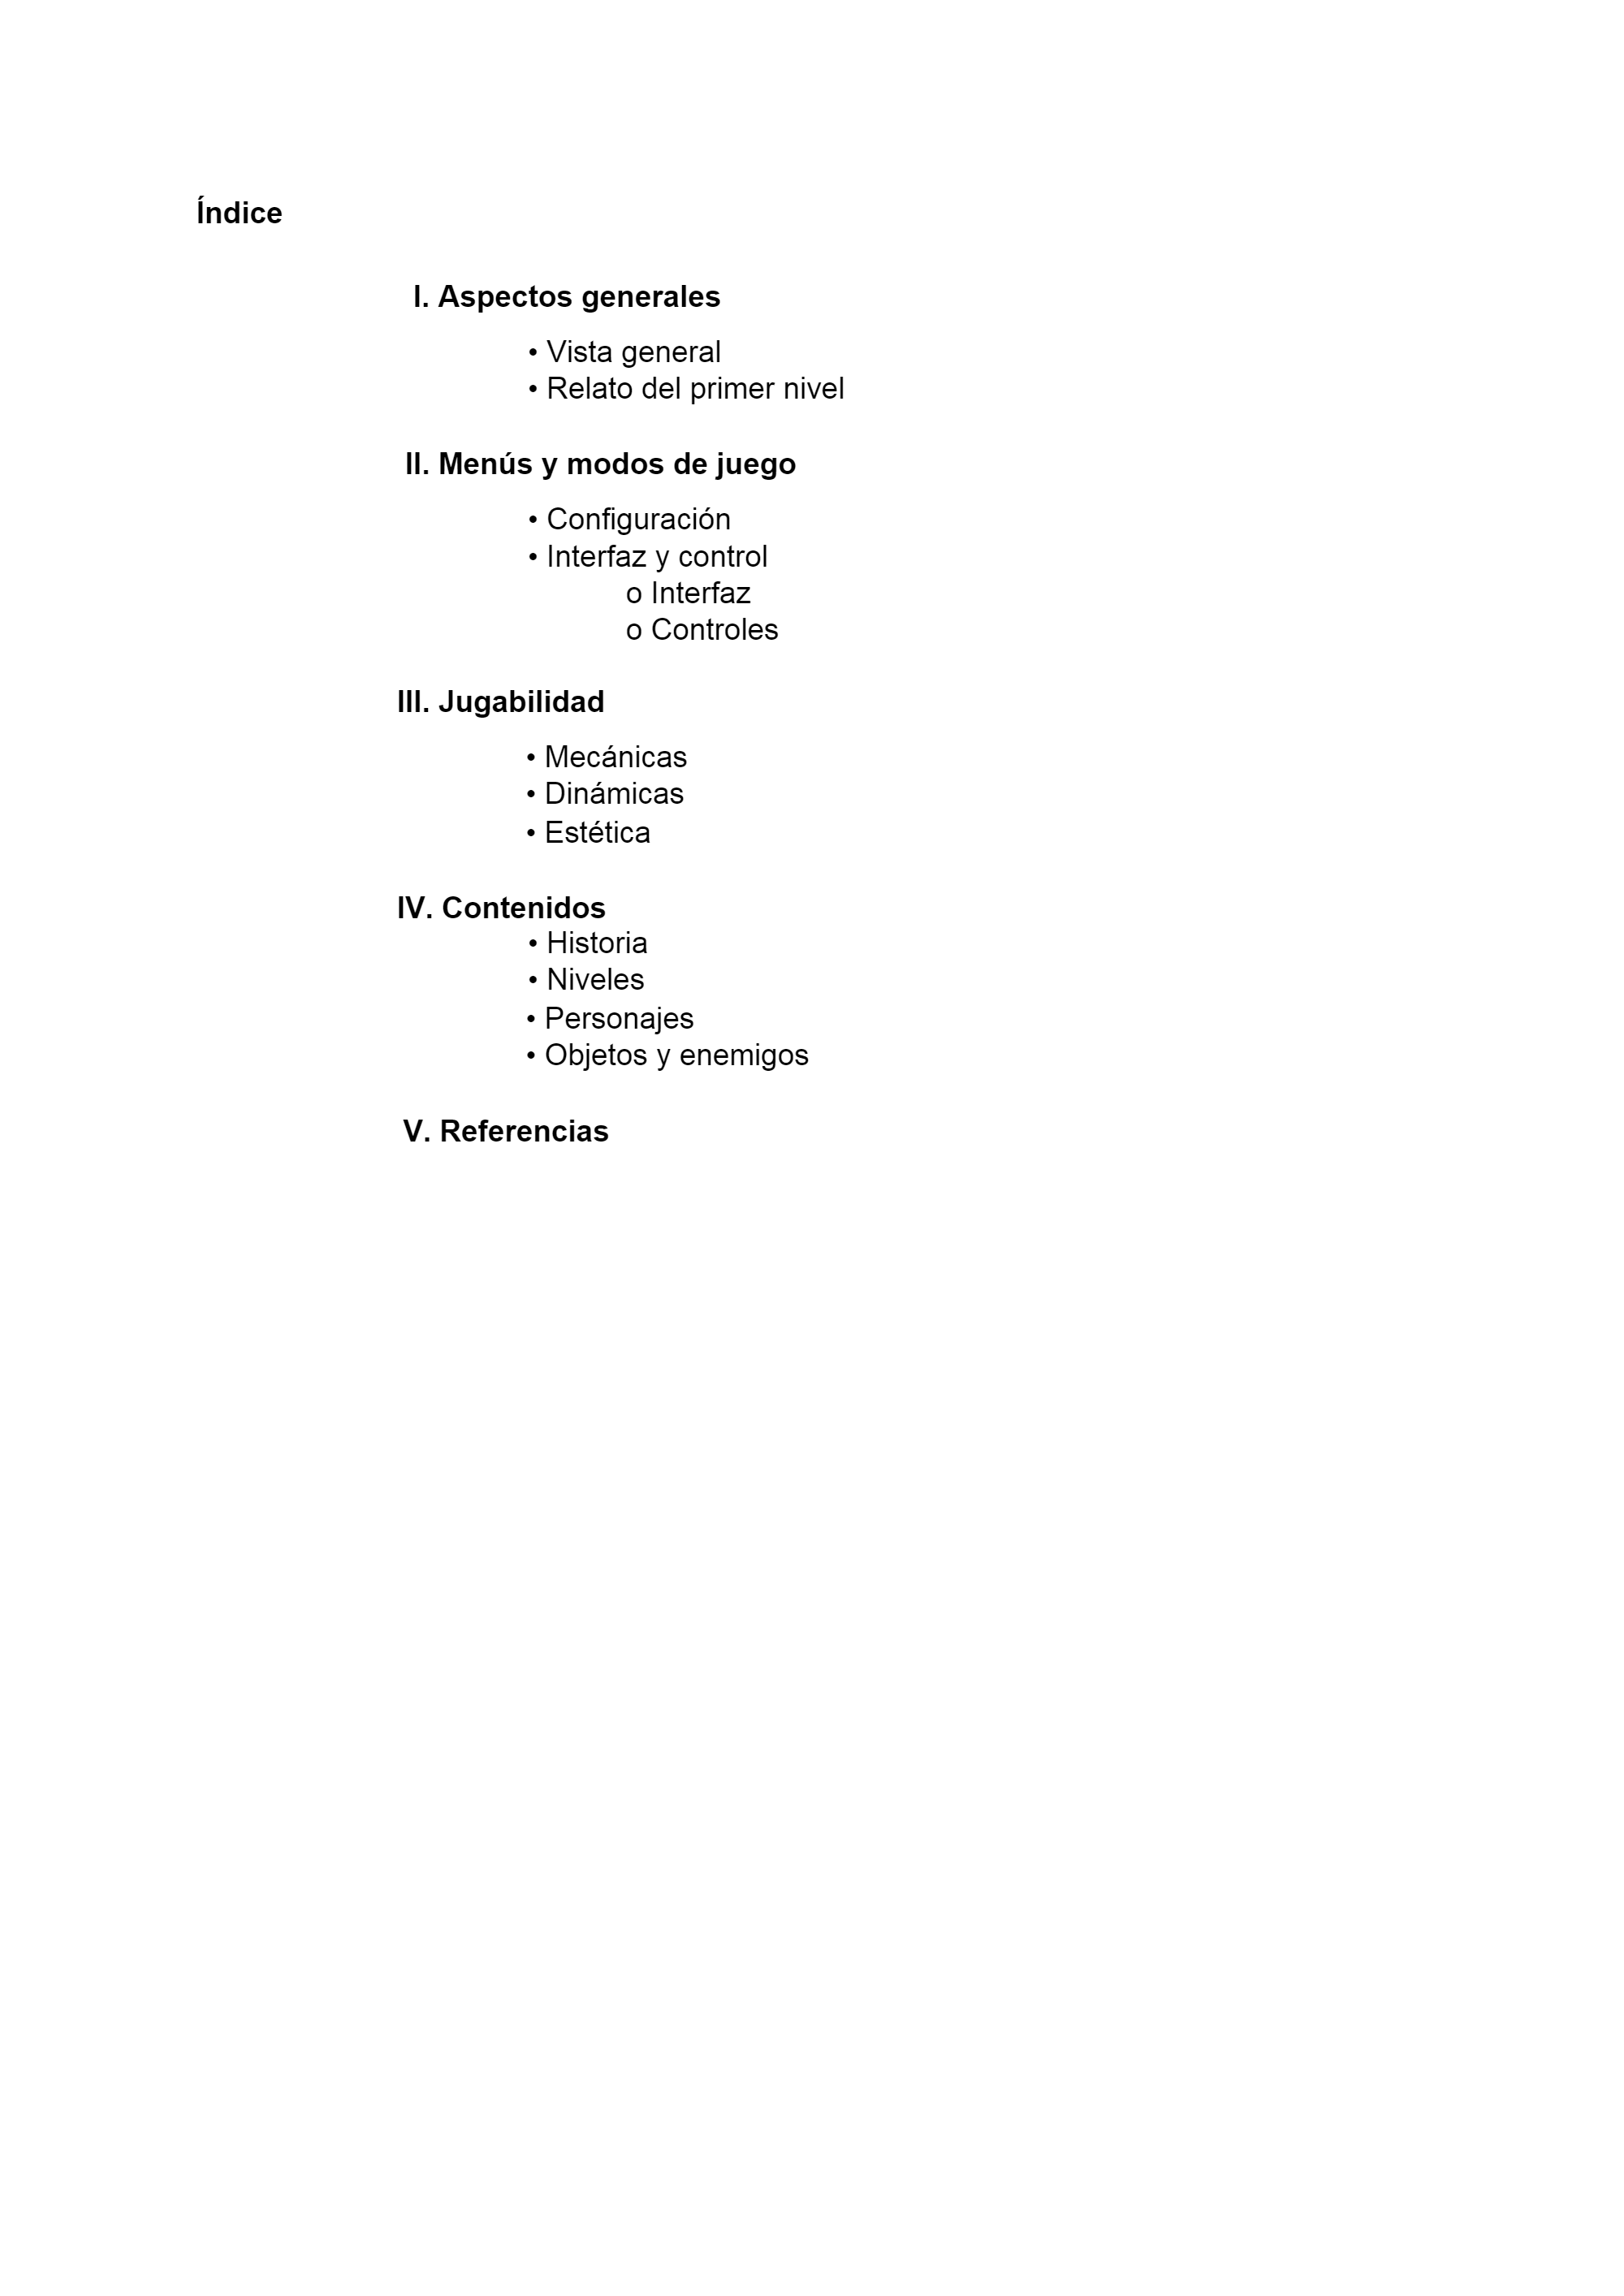 Índice
I. Aspectos generales
• Vista general
• Relato del primer nivel
II. Menús y modos de juego
• Configuración
• Interfaz y control
o Interfaz
o Controles
III. Jugabilidad
• Mecánicas
• Dinámicas
• Estética
IV. Contenidos
• Historia
• Niveles
• Personajes
• Objetos y enemigos
V. Referencias